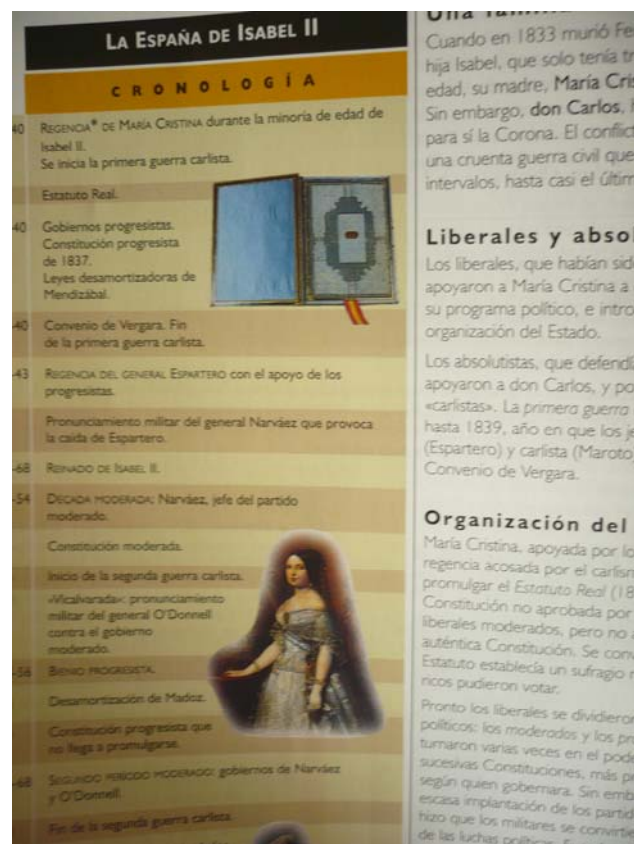 LA ESPAÑA DE ISABEL II
CRONOLOGÍA
40 REGENCIA* DE MARÍA CRISTINA durante la minoría de edad de
Isabel II.
Se inicia la primera guerra carlista.
Estatuto Real.
40 Gobiernos progresistas.
Constitución progresista
de 1837.
Leyes desamortizadoras de
Mendizábal.
-40 Convenio de Vergara. Fin
de la primera guerra carlista.
-43 REGENCIA DEL GENERAL ESPARTERO con el apoyo de los
progresistas.
Pronunciamiento militar del general Narváez que provoca
la caída de Espartero.
-68 REINADO DE ISABEL II.
-54 DÉCADA MODERADA: Narváez, jefe del partido
moderado.
Constitución moderada.
Inicio de la segunda guerra carlista.
«Vicalvarada»: pronunciamiento
militar del general O'Donnell
contra el gobierno
moderado.
-56 BIENIO PROGRESISTA.
Desamortización de Madoz.
Constitución progresista que
no llega a promulgarse.
-68 SEGUNDO PERÍODO MODERADO: gobiernos de Narváez
y O'Donnell.
Fin de la segunda guerra carlista.
Una
Cuando en 1833 murió Fe
hija Isabel, que solo tenía tr
edad, su madre, María Cris
Sin embargo, don Carlos,
para sí la Corona. El conflic
una cruenta guerra civil que
intervalos, hasta casi el últim
Liberales y absol
Los liberales, que habían sid
apoyaron a María Cristina a
su programa político, e intro
organización del Estado.
Los absolutistas, que defendí
apoyaron a don Carlos, y po
«carlistas». La primera guerra
hasta 1839, año en que los je
(Espartero) y carlista (Maroto)
Convenio de Vergara.
Organización del
María Cristina, apoyada por lo
regencia acosada por el carlism
promulgar el Estatuto Real (18
Constitución no aprobada por
liberales moderados, pero no
auténtica Constitución. Se conv
Estatuto establecía un sufragio
ricos pudieron votar.
Pronto los liberales se dividieron
políticos: los moderados y los pr
turnaron varias veces en el pode
sucesivas Constituciones, más p
según quien gobernara. Sin emb
escasa implantación de los partid
hizo que los militares se convirtie
de las luchas políticas.